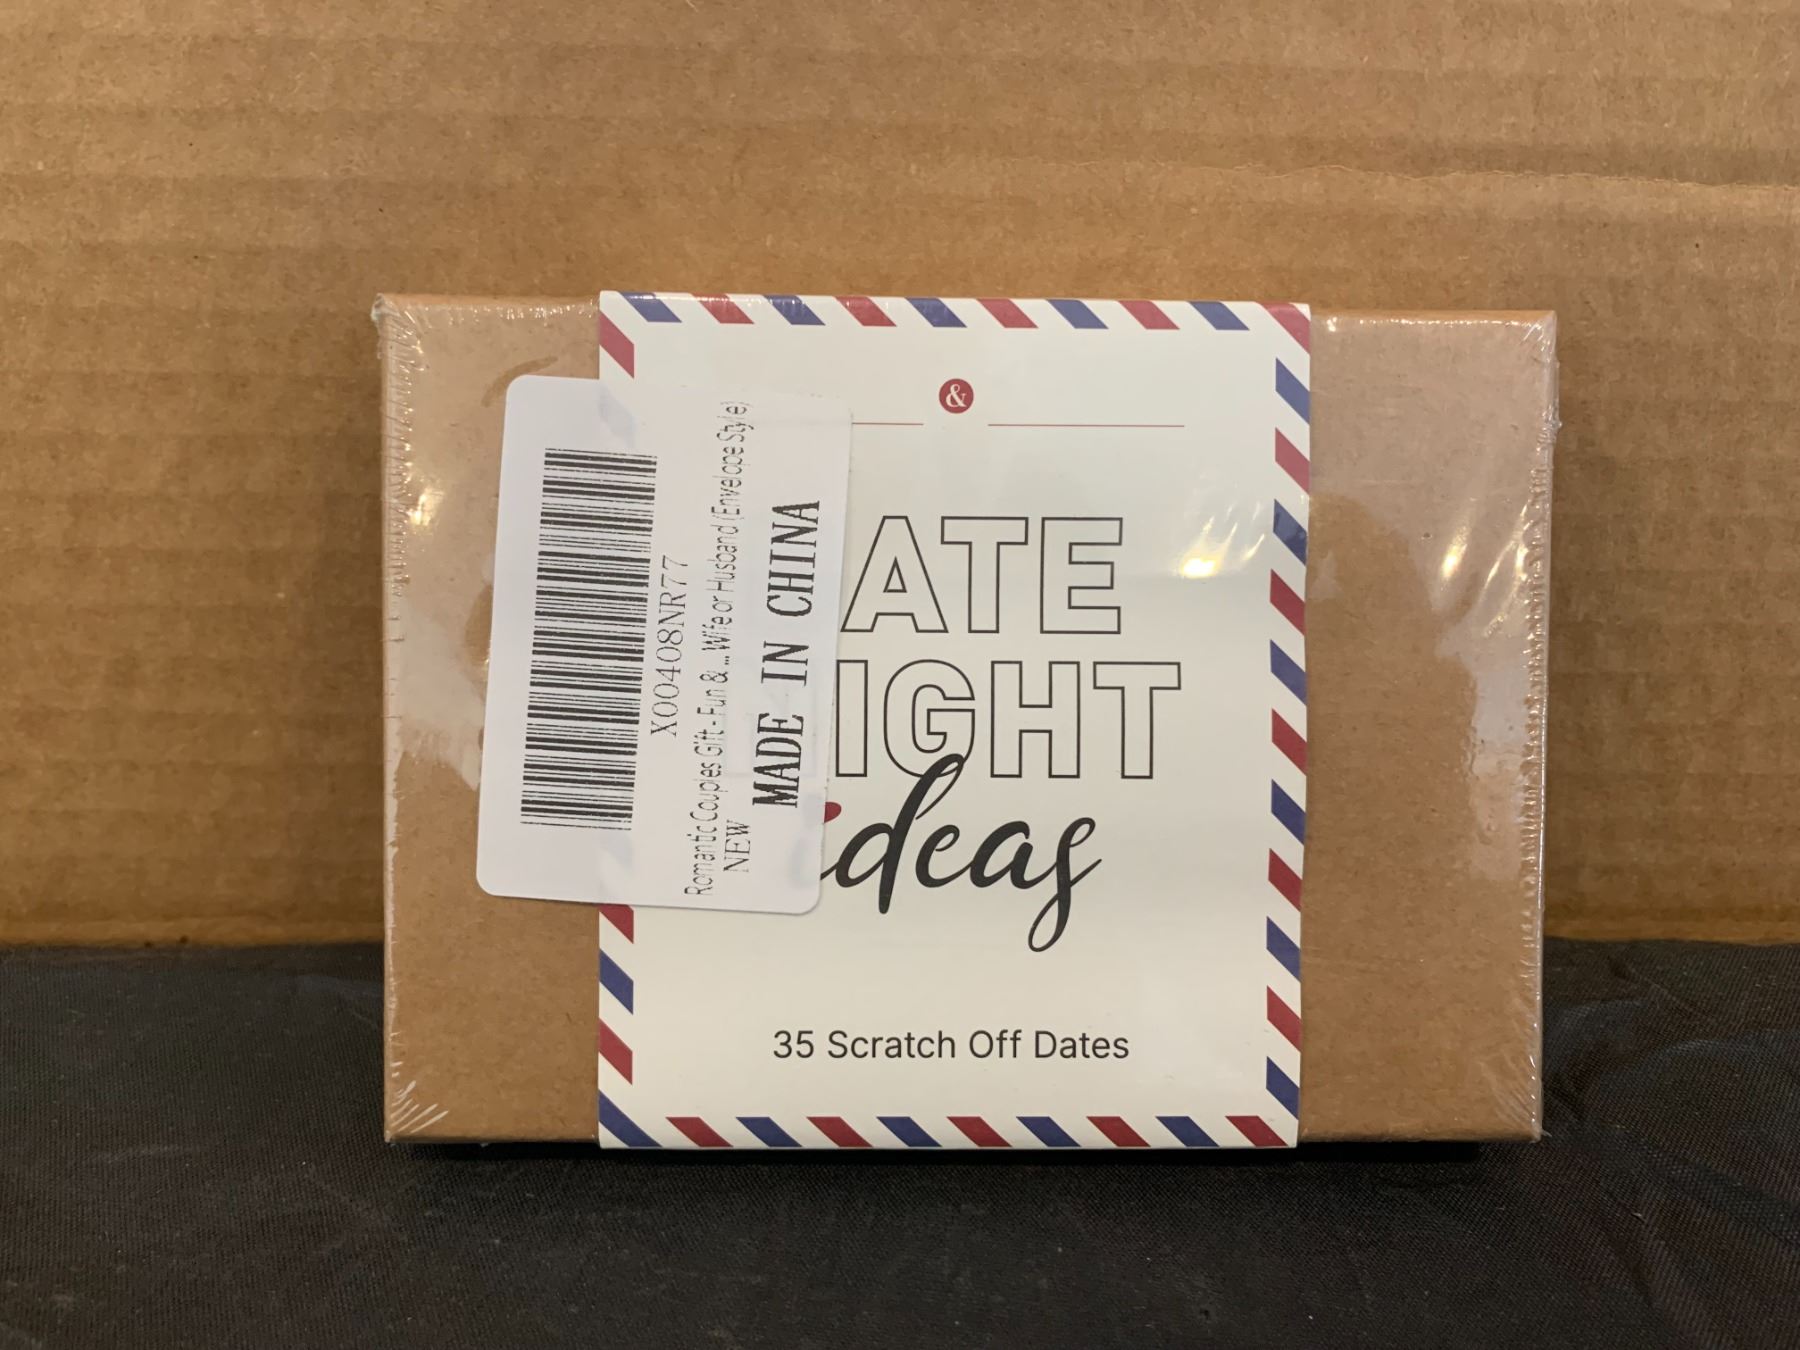 &
ATE
IGHT
ideas
35 Scratch Off Dates
X00408NR77
Romantic Couples Gift - Fun & ... Wife or Husband (Envelope Style)
NEW
MADE IN CHINA